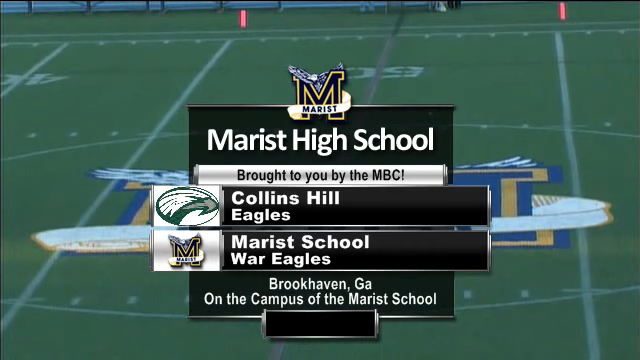 M
MARIST
Marist High School
Brought to you by the MBC!
Collins Hill
Eagles
M
MARIST
Marist School
War Eagles
Brookhaven, Ga
On the Campus of the Marist School